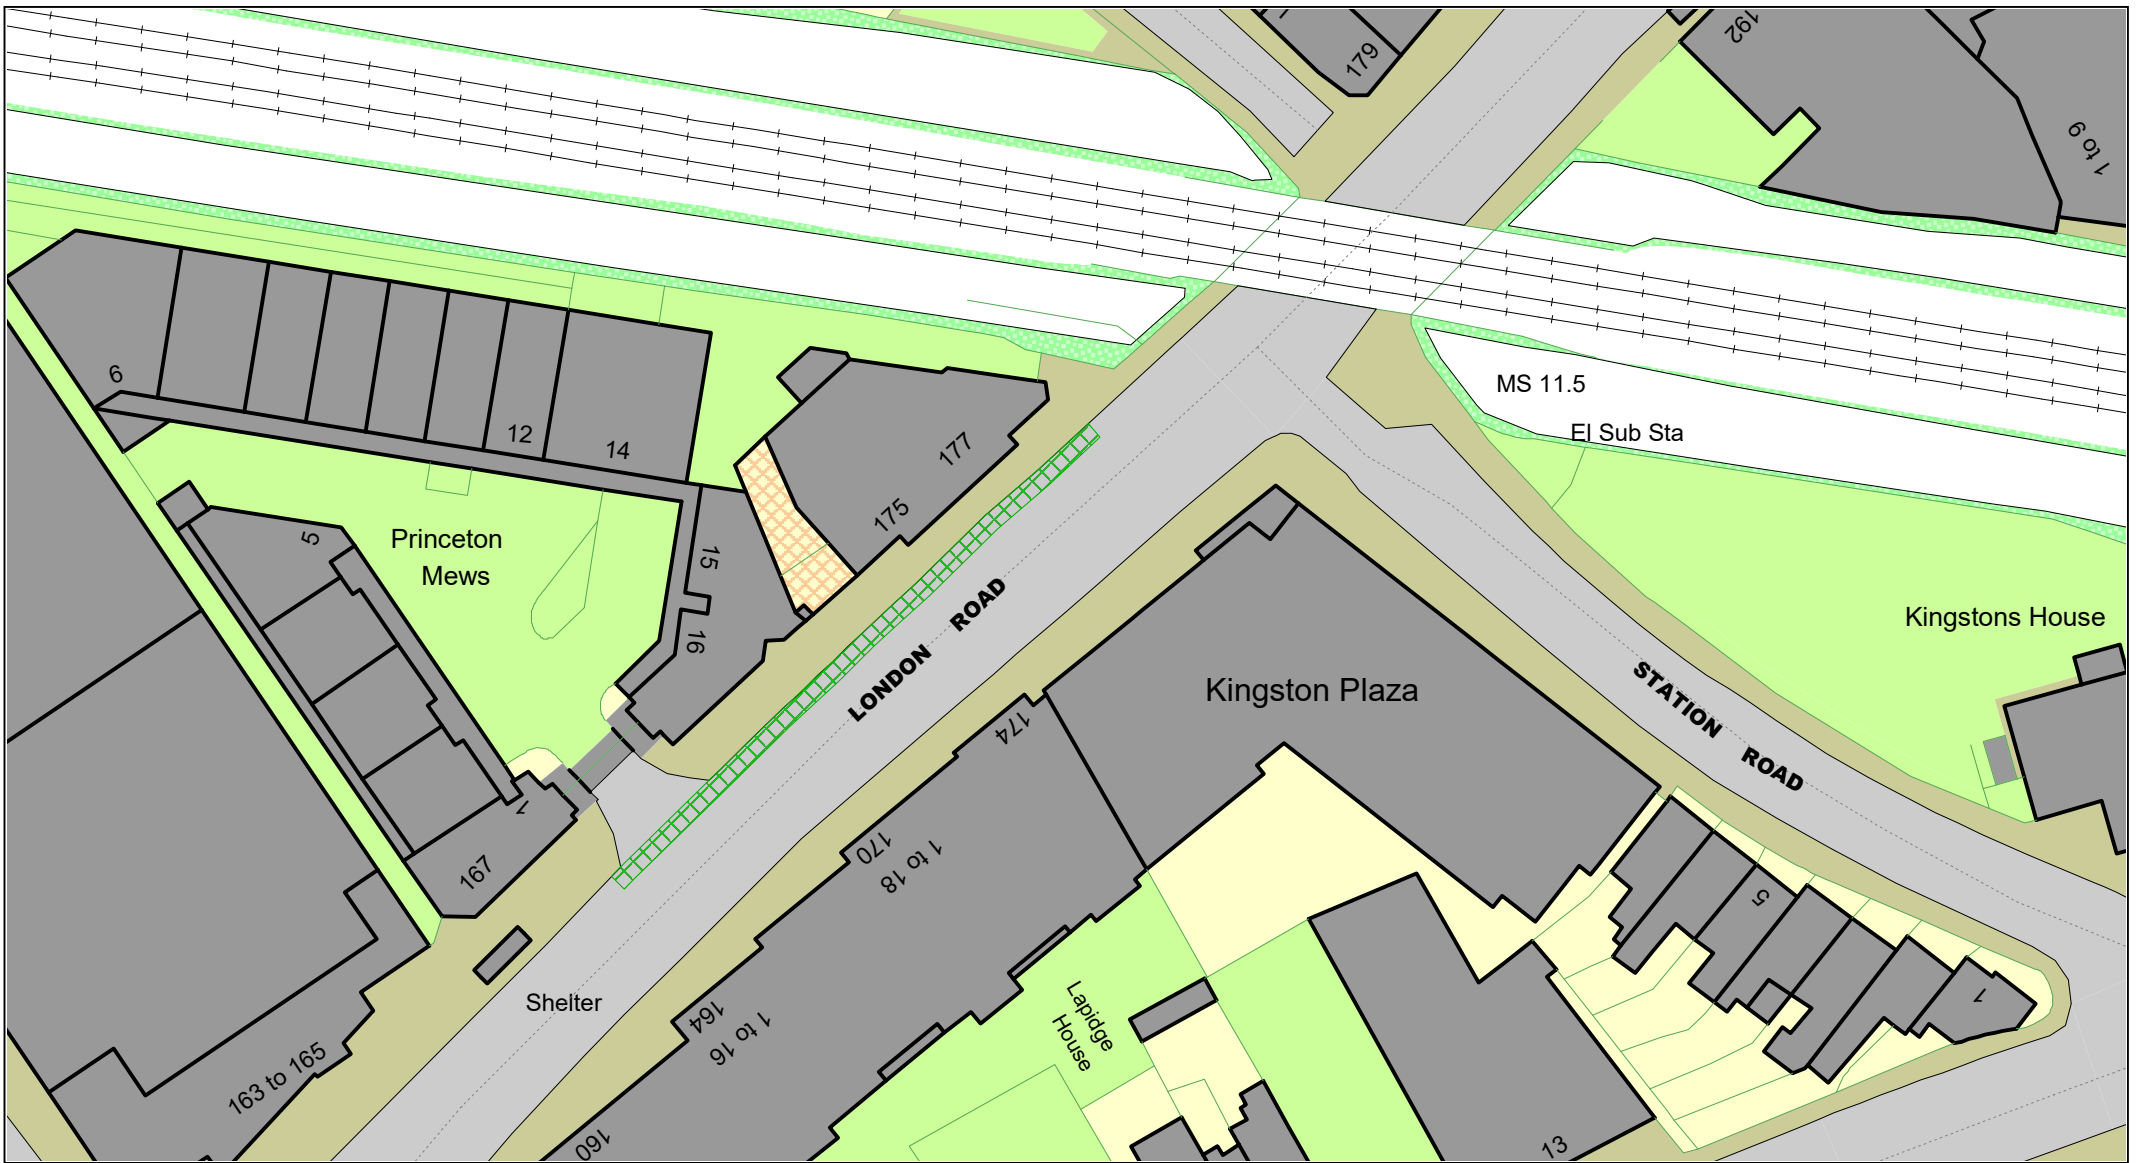 179
192
1 to 9
6
12
14
MS 11.5
El Sub Sta
177
175
Princeton
Mews
5
15
16
LONDON ROAD
Kingstons House
Kingston Plaza
STATION ROAD
174
170
1 to 18
1
167
5
1
Shelter
164
1 to 16
Lapidge
House
163 to 165
160
13